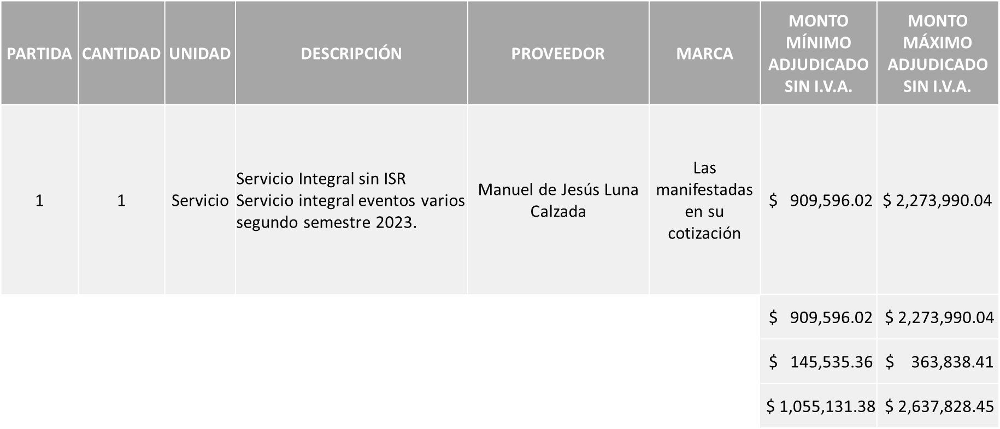 PARTIDA
CANTIDAD
UNIDAD
DESCRIPCIÓN
PROVEEDOR
MARCA
MONTO
MÍNIMO
ADJUDICADO
SIN I.V.A.
MONTO
MÁXIMO
ADJUDICADO
SIN I.V.A.
1
1
Servicio
Servicio Integral sin ISR
Servicio integral eventos varios
segundo semestre 2023.
Manuel de Jesús Luna
Calzada
Las
manifestadas
en su
cotización
$ 909,596.02
$ 2,273,990.04
$ 909,596.02
$ 2,273,990.04
$ 145,535.36
$ 363,838.41
$ 1,055,131.38
$ 2,637,828.45